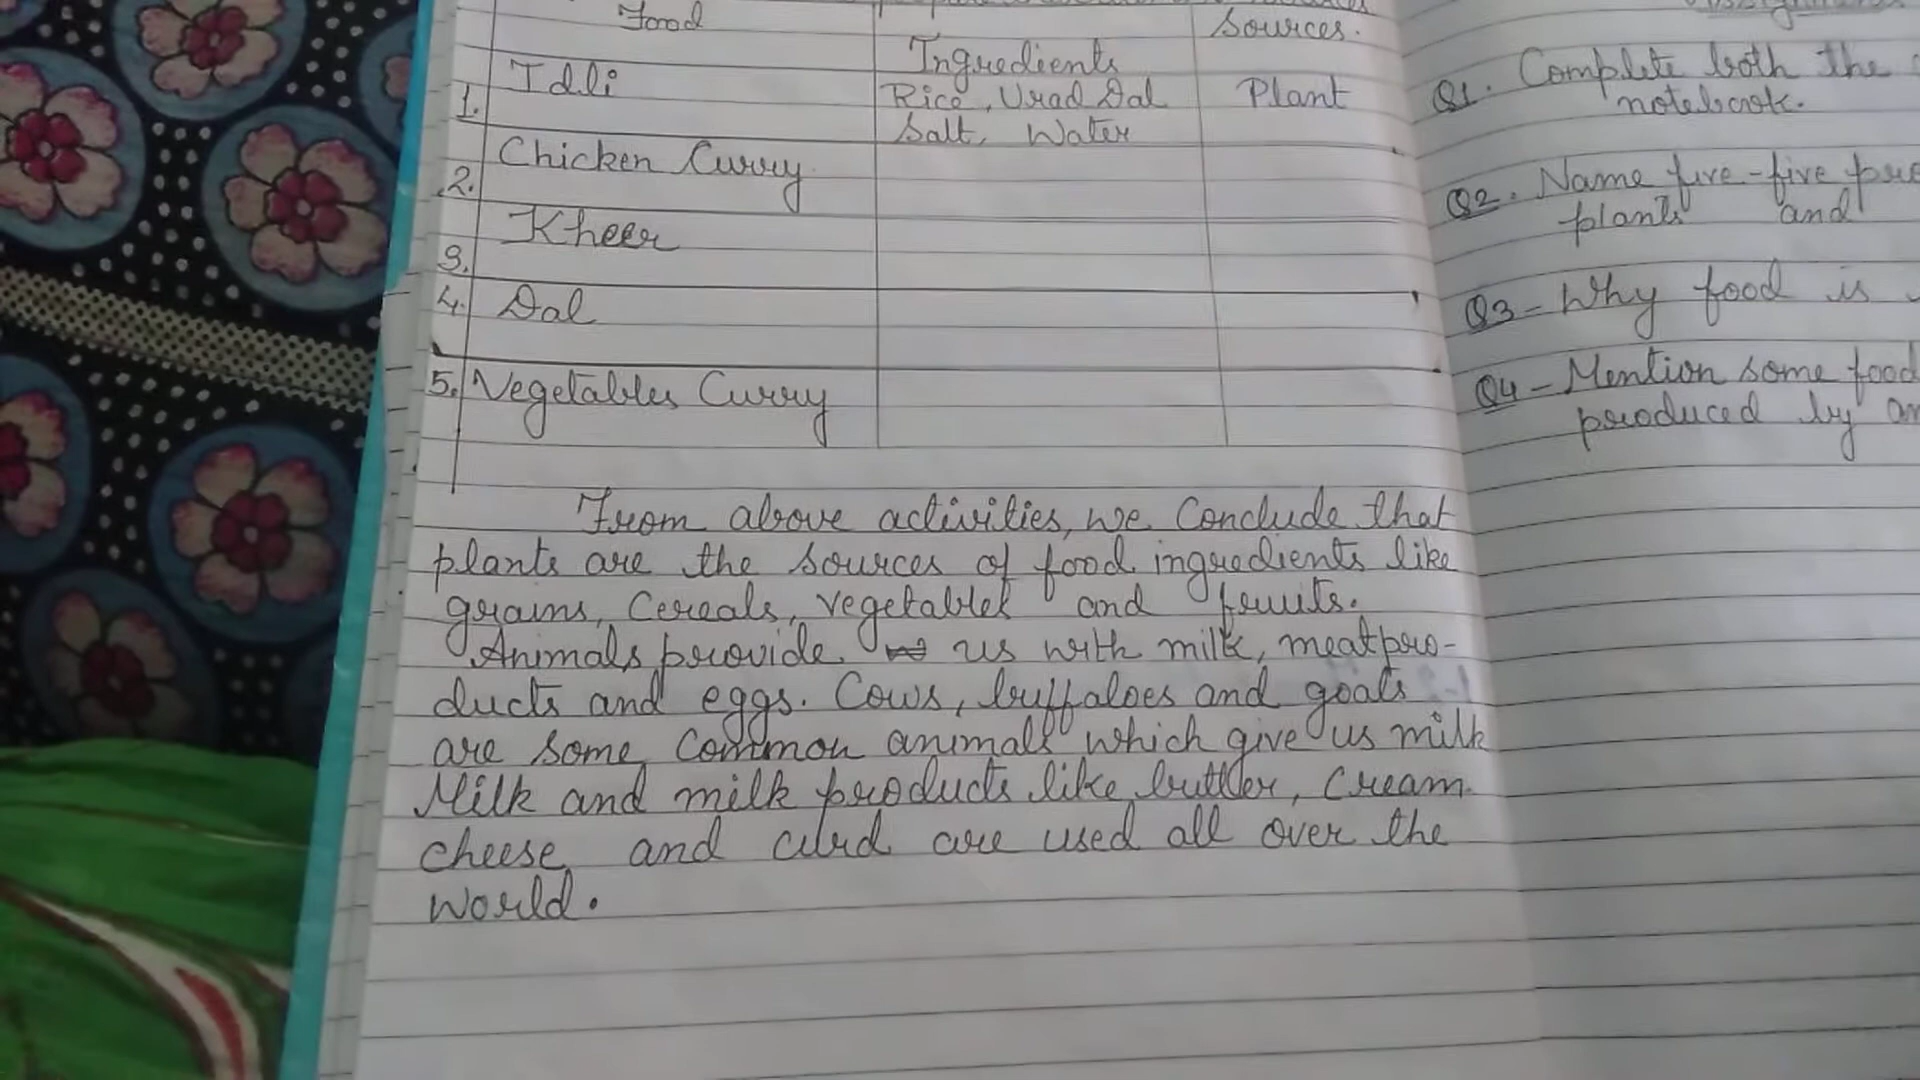 Food
Sources.
Ingredients
1. Idli
Rice, Urad Dal
Plant
Salt, Water
2. Chicken Curry
3. Kheer
4. Dal
5. Vegetables Curry
From above activities, we conclude that
plants are the sources of food ingredients like
grains, cereals, vegetables and fruits.
Animals provide us with milk, meat pro-
ducts and eggs. Cows, buffaloes and goats
are some common animals which give us milk
Milk and milk products like butter, cream
cheese and curd are used all over the
world.
Q1. Complete both the
notebook.
Q2. Name five-five
plants and
Q3- Why food is
Q4- Mention some food
produced by